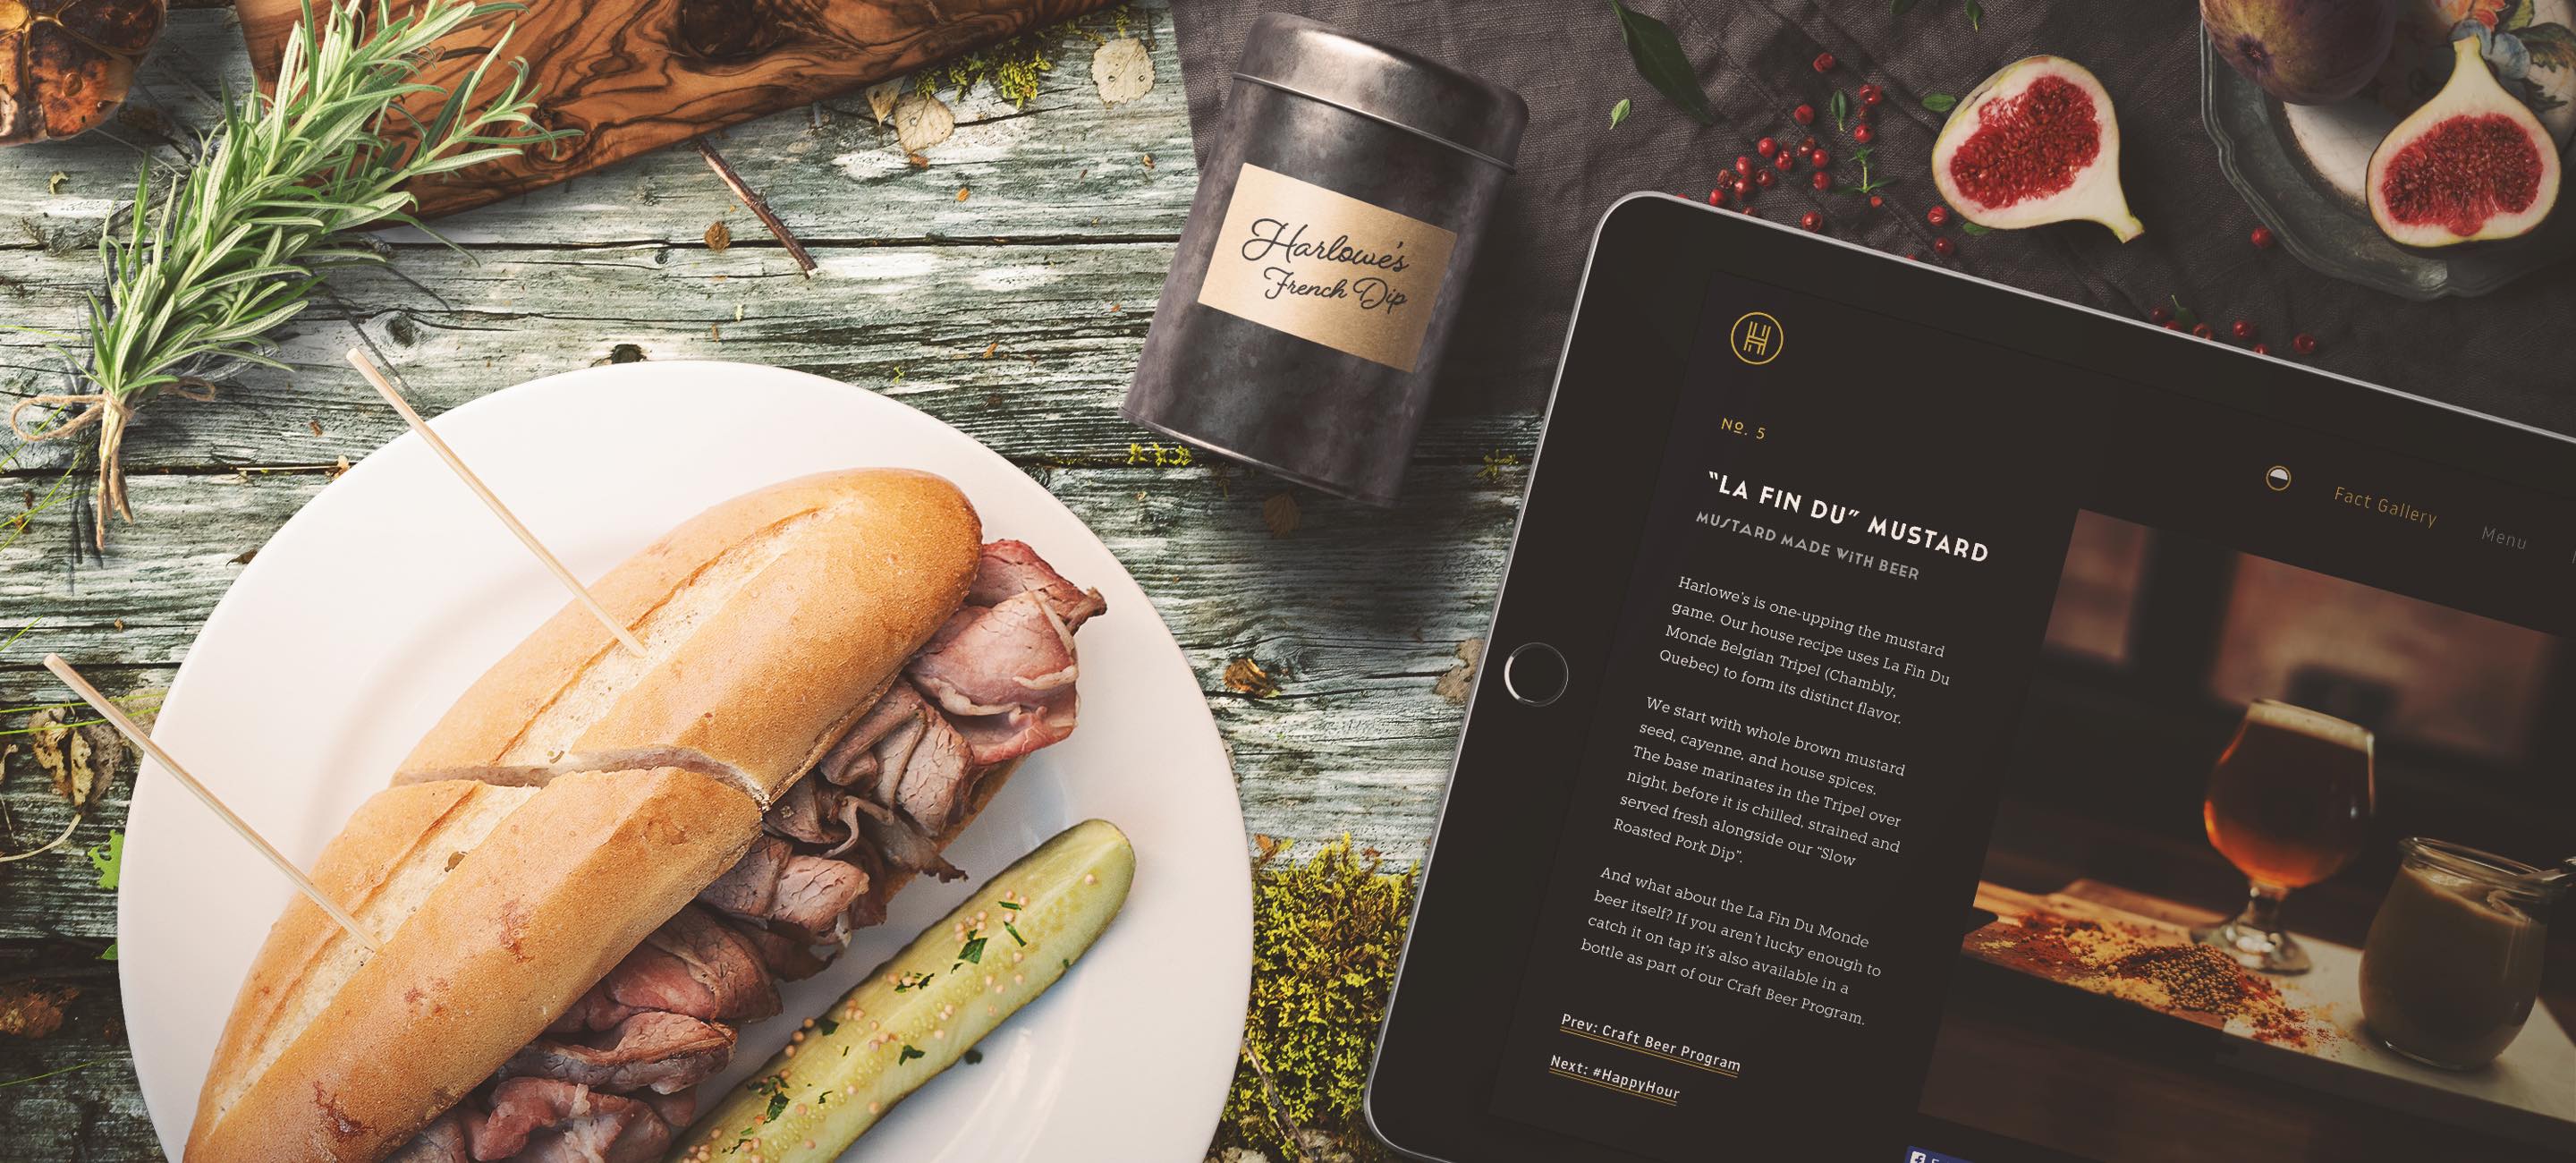 Harlowe's
French Dip
Nº. 5
"LA FIN DU" MUSTARD
MUSTARD MADE WITH BEER
Fact Gallery
Menu
Harlowe's is one-upping the mustard
game. Our house recipe uses La Fin Du
Monde Belgian Tripel (Chambly,
Quebec) to form its distinct flavor.
We start with whole brown mustard
seed, cayenne, and house spices.
The base marinates in the Tripel over
night, before it is chilled, strained and
served fresh alongside our "Slow
Roasted Pork Dip".
And what about the La Fin Du Monde
beer itself? If you aren't lucky enough to
catch it on tap it's also available in a
bottle as part of our Craft Beer Program.
Prev: Craft Beer Program
Next: #HappyHour